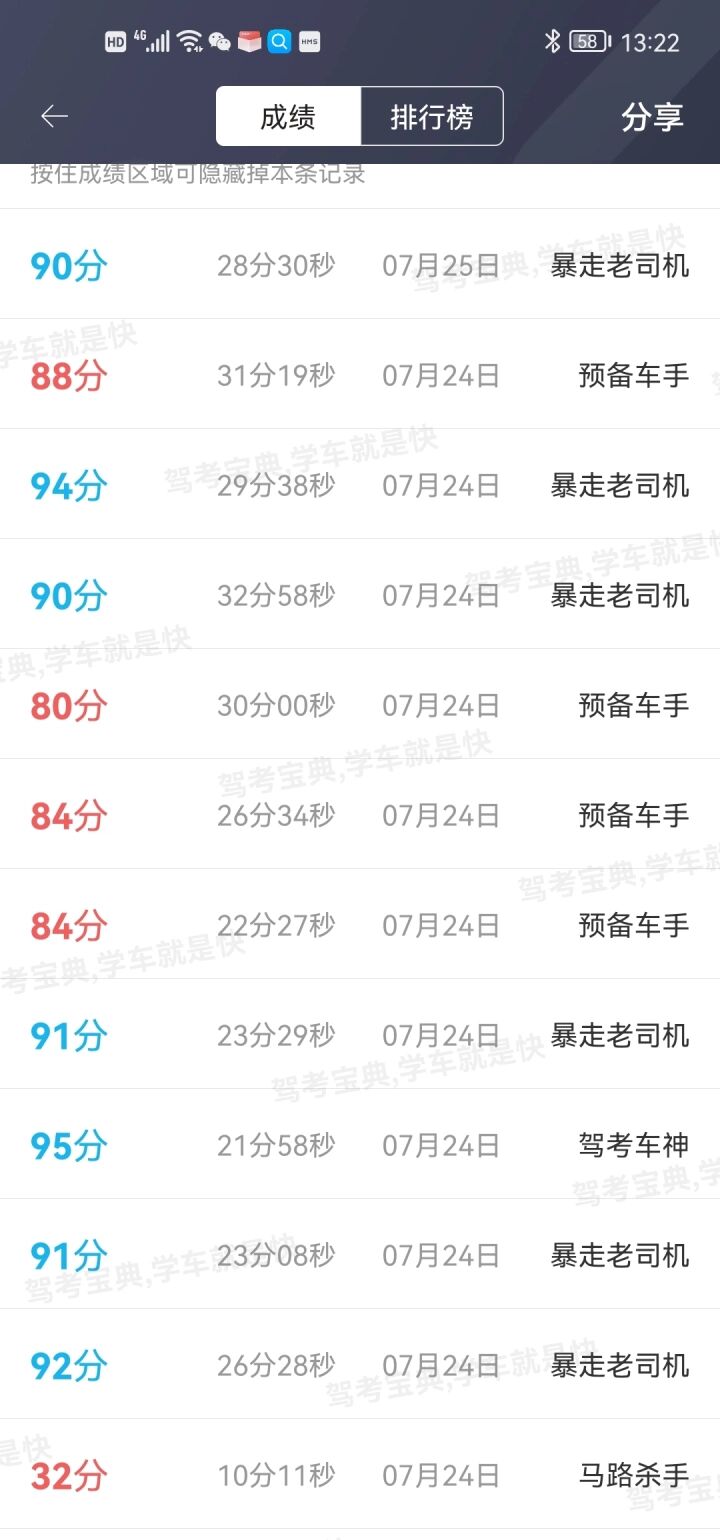 HD 4G HMS 58 13:22
成绩 排行榜 分享
按住成绩区域可隐藏掉本条记录
90分 28分30秒 07月25日 暴走老司机
88分 31分19秒 07月24日 预备车手
94分 29分38秒 07月24日 暴走老司机
90分 32分58秒 07月24日 暴走老司机
80分 30分00秒 07月24日 预备车手
84分 26分34秒 07月24日 预备车手
84分 22分27秒 07月24日 预备车手
91分 23分29秒 07月24日 暴走老司机
95分 21分58秒 07月24日 驾考车神
91分 23分08秒 07月24日 暴走老司机
92分 26分28秒 07月24日 暴走老司机
32分 10分11秒 07月24日 马路杀手
驾考宝典,学车就是快